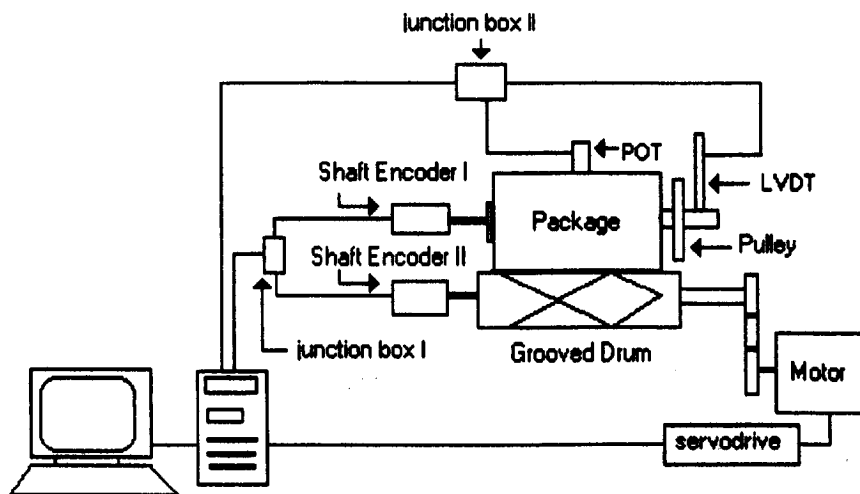 junction box II
POT
Shaft Encoder I
LVDT
Package
Pulley
Shaft Encoder II
junction box I
Grooved Drum
Motor
servodrive